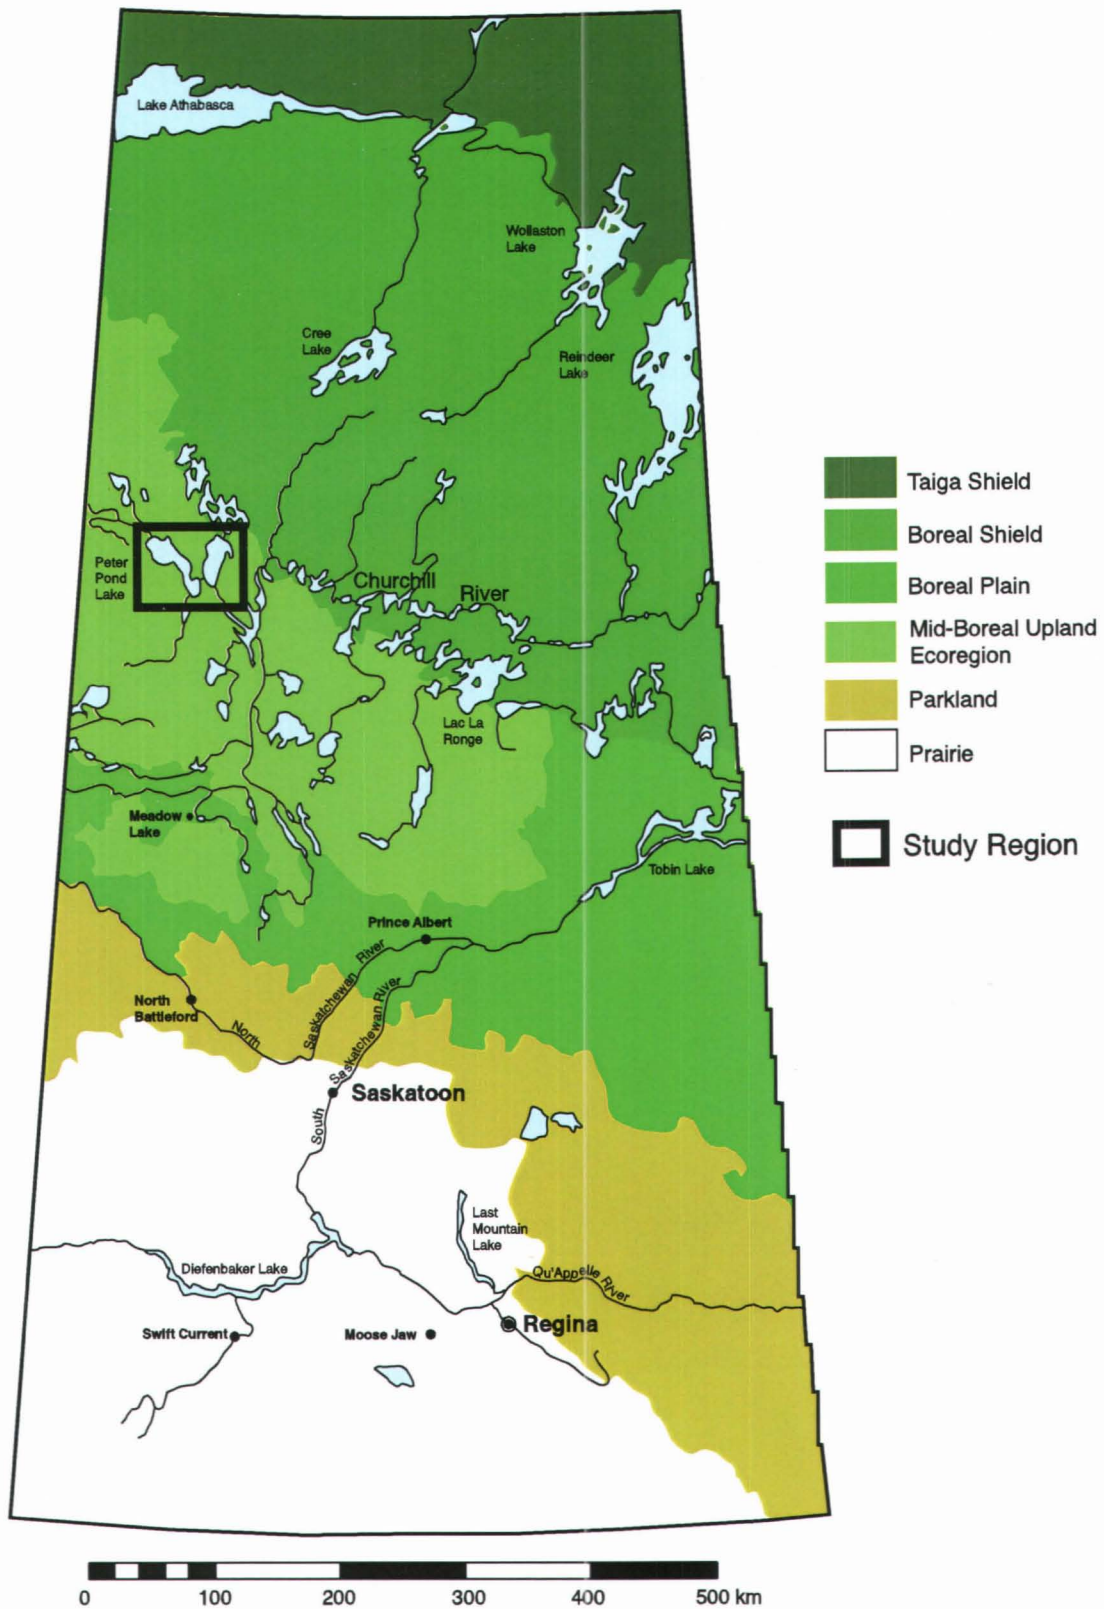 Lake Athabasca
Wollaston
Lake
Cree
Lake
Reindeer
Lake
Taiga Shield
Boreal Shield
Peter
Pond
Lake
Churchill
River
Boreal Plain
Mid-Boreal Upland
Ecoregion
Lac La
Ronge
Parkland
Prairie
Meadow
Lake
Study Region
Tobin Lake
Prince Albert
North
Battleford
North
Saskatchewan River
Saskatchewan River
South
Saskatoon
Last
Mountain
Lake
Diefenbaker Lake
Qu'Appelle River
Swift Current
Moose Jaw
Regina
0 100 200 300 400 500 km